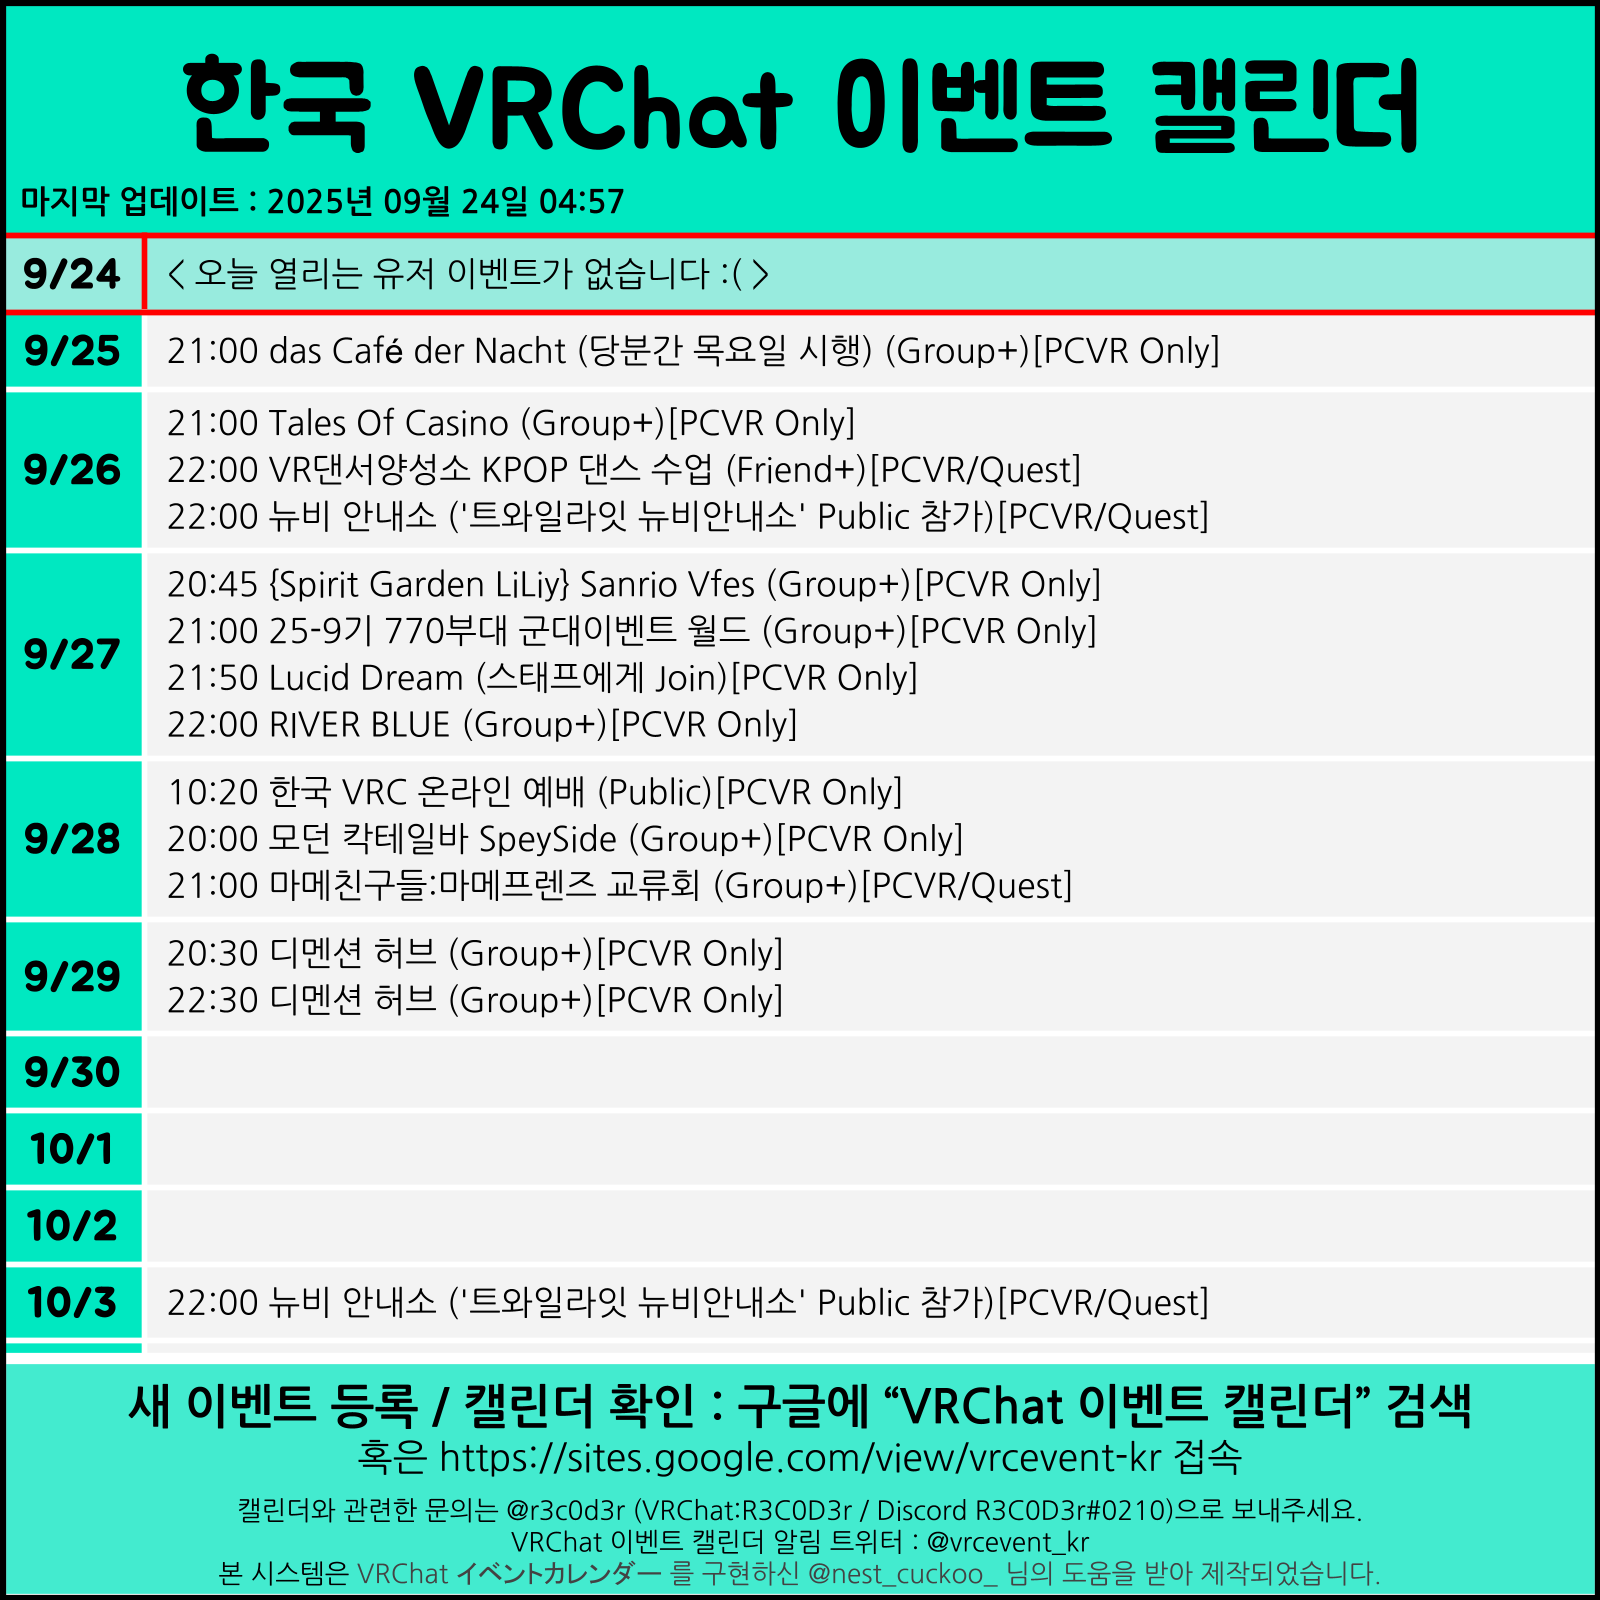 한국 VRChat 이벤트 캘린더
마지막 업데이트 : 2025년 09월 24일 04:57
9/24 < 오늘 열리는 유저 이벤트가 없습니다 :( >
9/25 21:00 das Café der Nacht (당분간 목요일 시행) (Group+)[PCVR Only]
9/26
21:00 Tales Of Casino (Group+)[PCVR Only]
22:00 VR댄서양성소 KPOP 댄스 수업 (Friend+)[PCVR/Quest]
22:00 뉴비 안내소 ('트와일라잇 뉴비안내소' Public 참가)[PCVR/Quest]
9/27
20:45 {Spirit Garden LiLiy} Sanrio Vfes (Group+)[PCVR Only]
21:00 25-9기 770부대 군대이벤트 월드 (Group+)[PCVR Only]
21:50 Lucid Dream (스태프에게 Join)[PCVR Only]
22:00 RIVER BLUE (Group+)[PCVR Only]
9/28
10:20 한국 VRC 온라인 예배 (Public)[PCVR Only]
20:00 모던 칵테일바 SpeySide (Group+)[PCVR Only]
21:00 마메친구들:마메프렌즈 교류회 (Group+)[PCVR/Quest]
9/29
20:30 디멘션 허브 (Group+)[PCVR Only]
22:30 디멘션 허브 (Group+)[PCVR Only]
9/30
10/1
10/2
10/3 22:00 뉴비 안내소 ('트와일라잇 뉴비안내소' Public 참가)[PCVR/Quest]
새 이벤트 등록 / 캘린더 확인 : 구글에 “VRChat 이벤트 캘린더” 검색
혹은 https://sites.google.com/view/vrcevent-kr 접속
캘린더와 관련한 문의는 @r3c0d3r (VRChat:R3C0D3r / Discord R3C0D3r#0210)으로 보내주세요.
VRChat 이벤트 캘린더 알림 트위터 : @vrcevent_kr
본 시스템은 VRChat イベントカレンダー 를 구현하신 @nest_cuckoo_ 님의 도움을 받아 제작되었습니다.